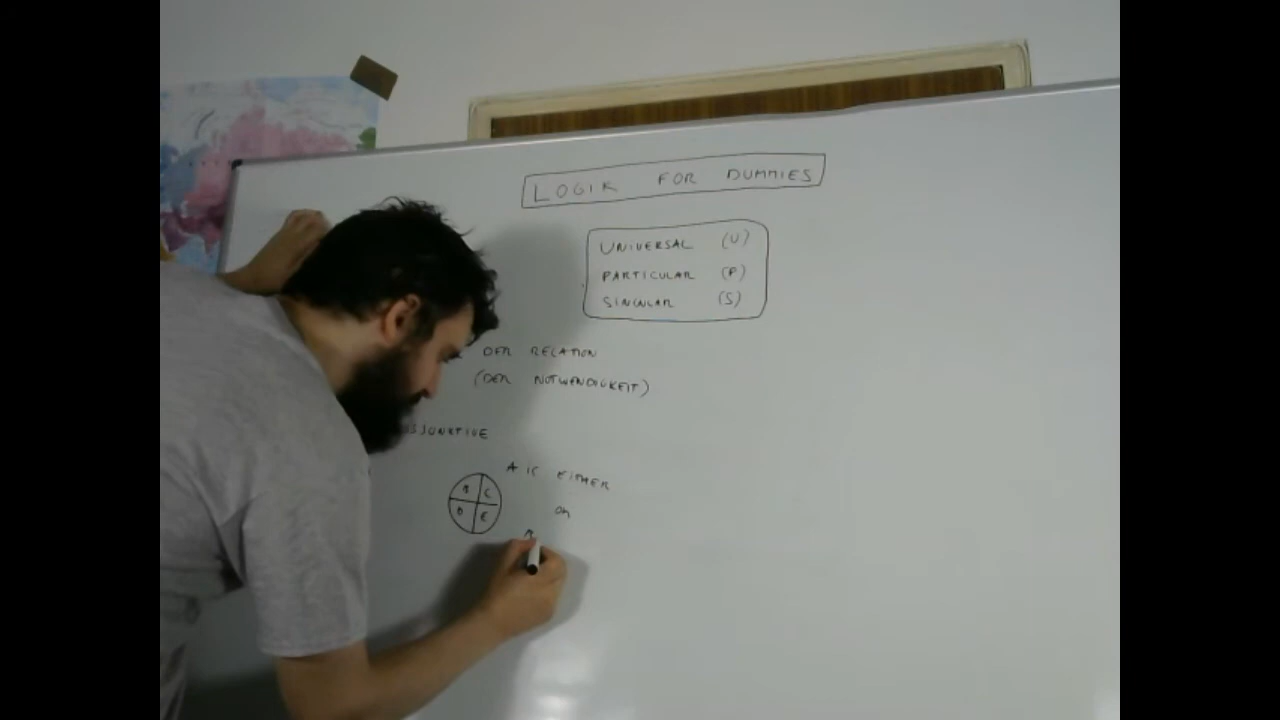 LOGIK FOR DUMMIES
UNIVERSAL (U)
PARTICULAR (P)
SINGULAR (S)
DER RELATION
(DER NOTWENDIGKEIT)
A IS EITHER
C
D E
OR